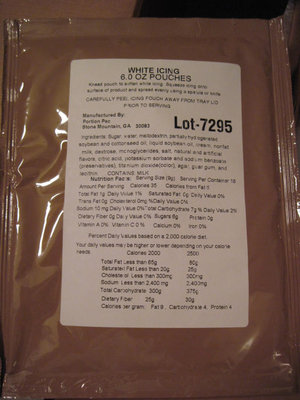 WHITE ICING
6.0 OZ POUCHES
Knead pouch to soften white icing. Squeeze icing onto
surface of product and spread evenly using a spatula or knife
CAREFULLY PEEL ICING POUCH AWAY FROM TRAY LID
PRIOR TO SERVING
Manufactured By:
Portion Pac
Stone Mountain, GA 30083
Lot-7295
Ingredients: Sugar, water, maltodextrin, partially hydrogenated
soybean and cottonseed oil, liquid soybean oil, cream, nonfat
milk, dextrose, monoglycerides, salt, natural and artificial
flavors, citric acid, potassium sorbate and sodium benzoate
(preservatives), titanium dioxide(color), agar, guar gum, and
lecithin. CONTAINS: MILK
Nutrition Facts: Serving Size (9g) Serving Per Container 18
Amount Per Serving Calories 35 Calories from Fat 5
Total Fat 1g Daily Value 1% Saturated Fat 0g Daily Value 0%
Trans Fat 0g Cholesterol 0mg % Daily Value 0%
Sodium 10 mg Daily Value 0% Total Carbohydrate 7g % Daily Value 2%
Dietary Fiber 0g Daily Value 0% Sugars 6g Protein 0g
Vitamin A 0% Vitamin C 0% Calcium 0% Iron 0%
Percent Daily Values based on a 2,000 calorie diet.
Your daily values may be higher or lower depending on your calorie
needs.
Calories 2000 2500
Total Fat Less than 65g 80g
Saturated Fat Less than 20g 25g
Cholesterol Less than 300mg 300mg
Sodium Less than 2,400 mg 2,400mg
Total Carbohydrate 300g 375g
Dietary Fiber 25g 30g
Calories per gram: Fat 9, Carbohydrate 4, Protein 4